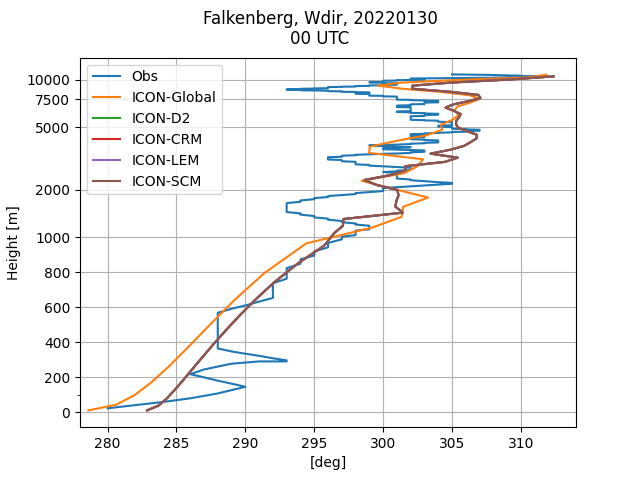 Falkenberg, Wdir, 20220130
00 UTC
Obs
ICON-Global
ICON-D2
ICON-CRM
ICON-LEM
ICON-SCM
Height [m]
10000
7500
5000
2000
1000
800
600
400
200
0
280 285 290 295 300 305 310
[deg]